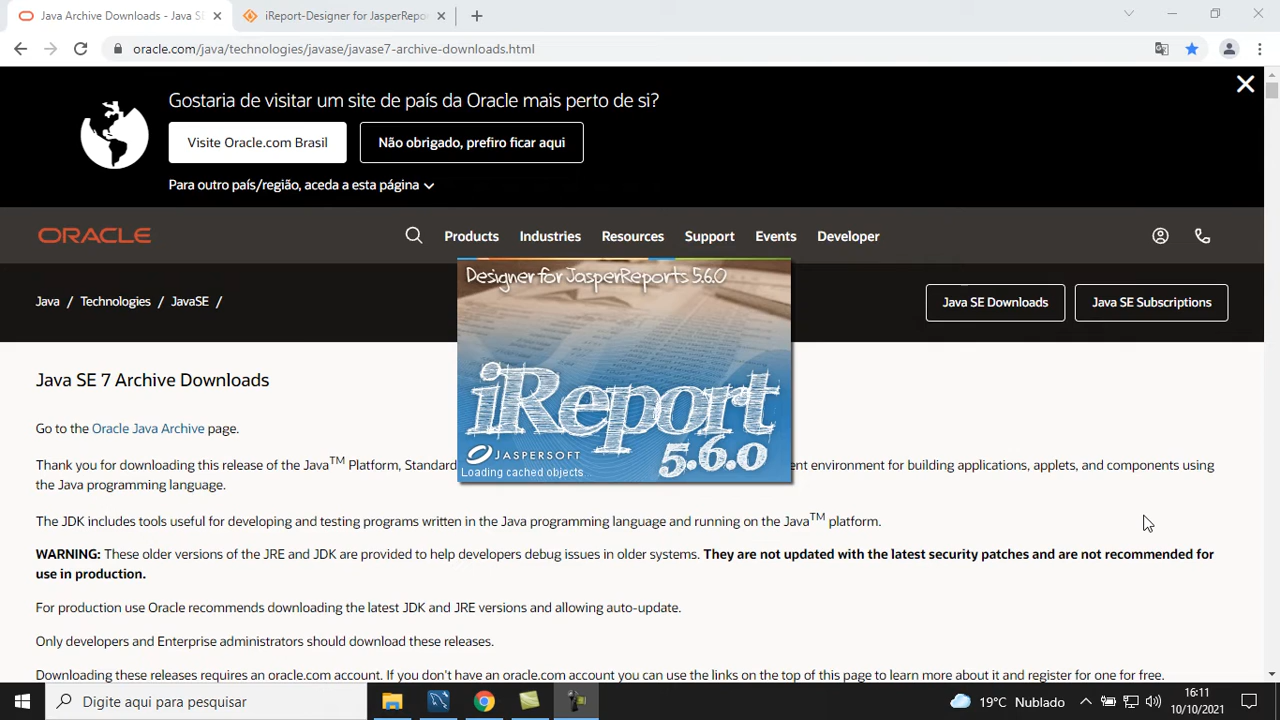 Java Archive Downloads - Java SE
iReport-Designer for JasperRepo
oracle.com/java/technologies/javase/javase7-archive-downloads.html
Gostaria de visitar um site de país da Oracle mais perto de si?
Visite Oracle.com Brasil
Não obrigado, prefiro ficar aqui
Para outro país/região, aceda a esta página
ORACLE
Products
Industries
Resources
Support
Events
Developer
Java / Technologies / JavaSE /
Java SE Downloads
Java SE Subscriptions
Designer for JasperReports 5.6.0
iReport
5.6.0
JASPERSOFT
Loading cached objects
Java SE 7 Archive Downloads
Go to the Oracle Java Archive page.
Thank you for downloading this release of the Java™ Platform, Standard
ent environment for building applications, applets, and components using
the Java programming language.
The JDK includes tools useful for developing and testing programs written in the Java programming language and running on the Java™ platform.
WARNING: These older versions of the JRE and JDK are provided to help developers debug issues in older systems. They are not updated with the latest security patches and are not recommended for
use in production.
For production use Oracle recommends downloading the latest JDK and JRE versions and allowing auto-update.
Only developers and Enterprise administrators should download these releases.
Downloading these releases requires an oracle.com account. If you don't have an oracle.com account you can use the links on the top of this page to learn more about it and register for one for free.
Digite aqui para pesquisar
19°C Nublado
16:11
10/10/2021